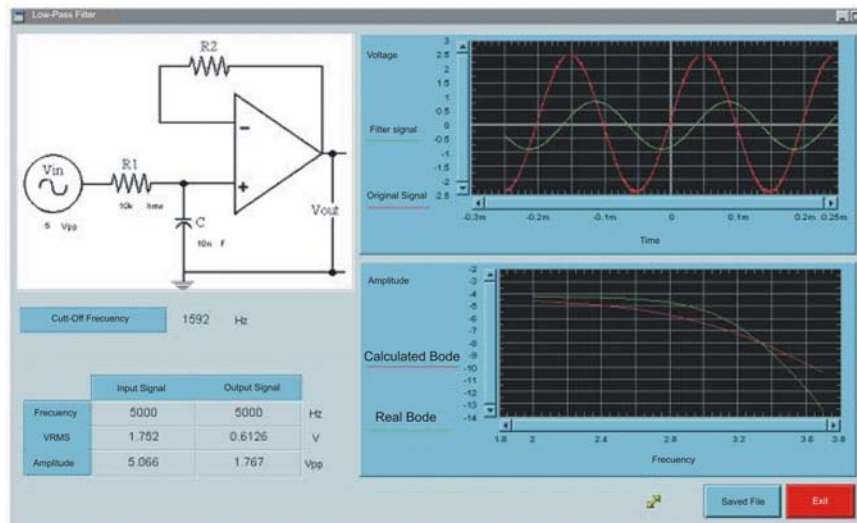 Low-Pass Filter
R2
Vin
R1
10k hms
5 Vpp
C
10n F
Vout
-
+
Cutt-Off Frecuency 1592 Hz
Input Signal Output Signal
Frecuency 5000 5000 Hz
VRMS 1.752 0.6126 V
Amplitude 5.066 1.767 Vpp
Voltage
Filter signal
Original Signal
3
2.5
2
1.5
1
0.5
0
-0.5
-1
-1.5
-2
2.5
-0.3m -0.2m -0.1m 0 0.1m 0.2m 0.25m
Time
Amplitude
Calculated Bode
Real Bode
-2
-3
-4
-5
-6
-7
-8
-9
-10
-11
-12
-13
-14
1.8 2 2.4 2.8 3.2 3.6 3.8
Frecuency
Saved File Exit